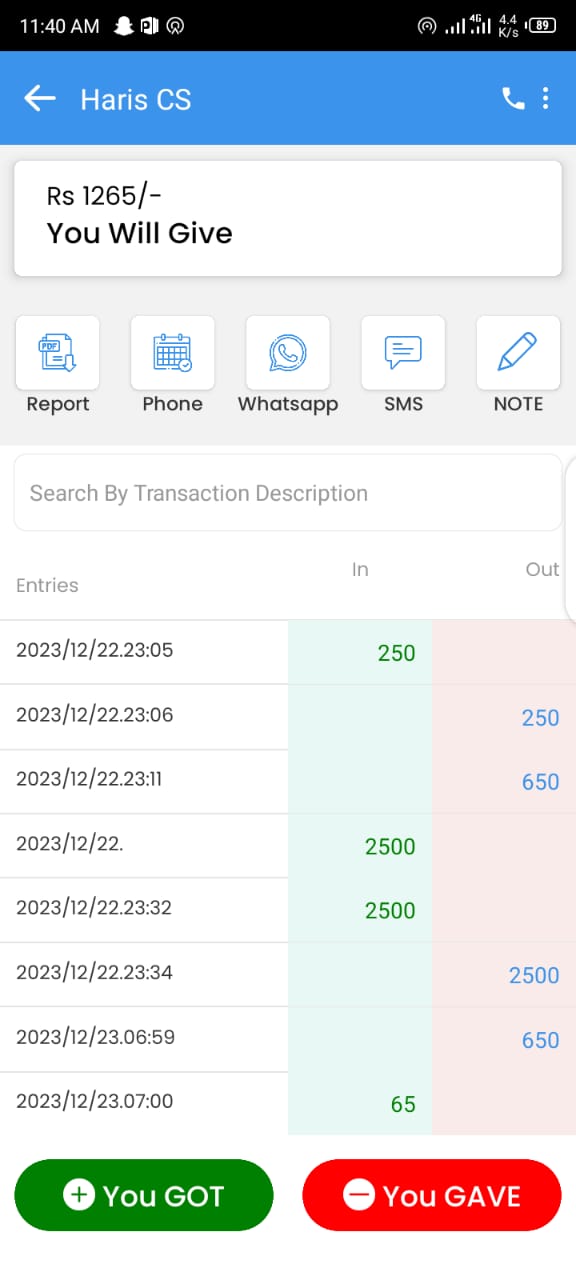 11:40 AM
4G 4.4 K/s 89
Haris CS
Rs 1265/-
You Will Give
PDF
Report Phone Whatsapp SMS NOTE
Search By Transaction Description
Entries In Out
2023/12/22.23:05 250
2023/12/22.23:06 250
2023/12/22.23:11 650
2023/12/22. 2500
2023/12/22.23:32 2500
2023/12/22.23:34 2500
2023/12/23.06:59 650
2023/12/23.07:00 65
You GOT You GAVE